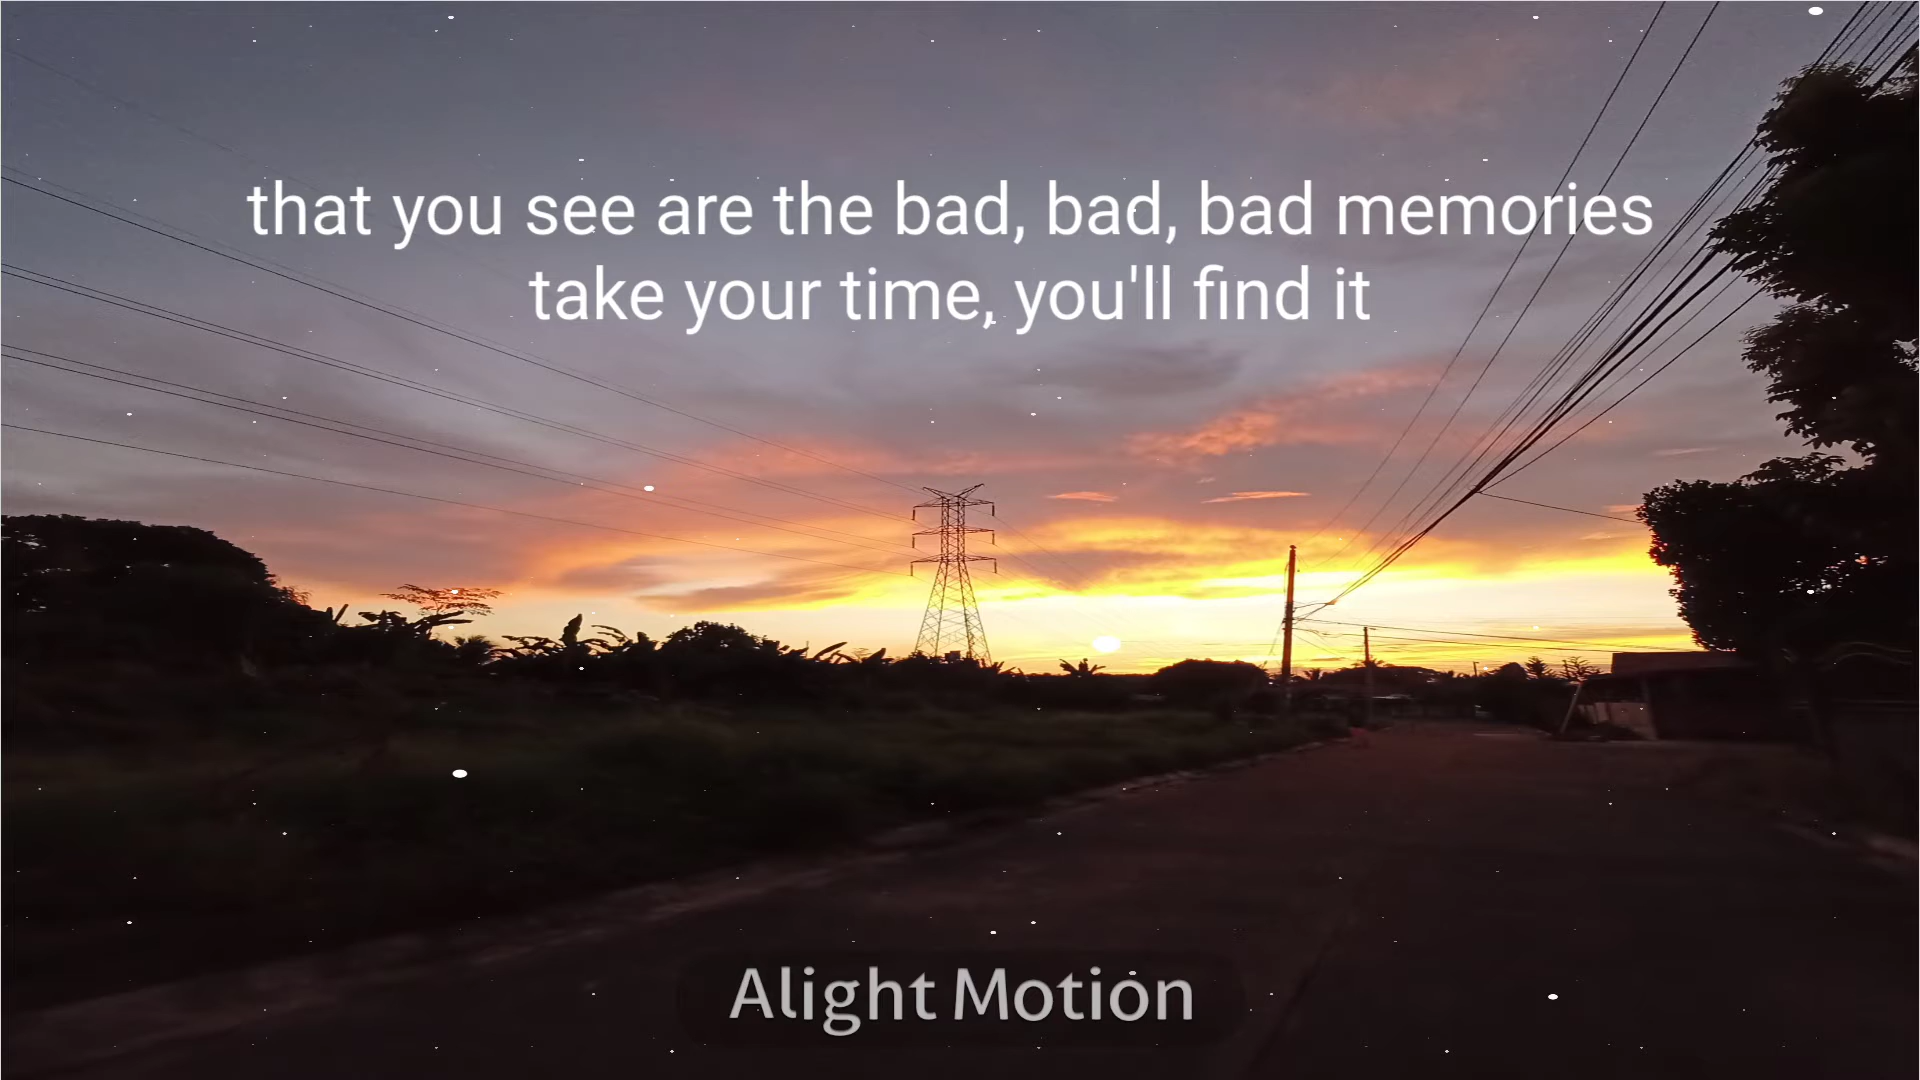 that you see are the bad, bad, bad memories
take your time, you'll find it
Alight Motion